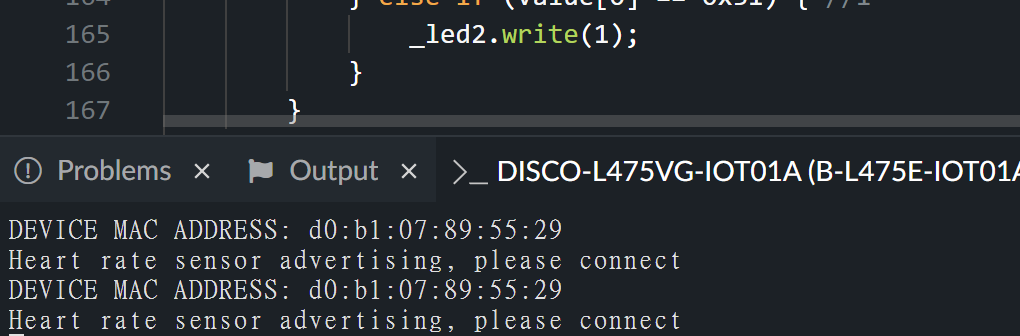 164 } else if (value[0] == 0x31) { //1
165 _led2.write(1);
166 }
167 }
Problems × Output × >_ DISCO-L475VG-IOT01A (B-L475E-IOT01A
DEVICE MAC ADDRESS: d0:b1:07:89:55:29
Heart rate sensor advertising, please connect
DEVICE MAC ADDRESS: d0:b1:07:89:55:29
Heart rate sensor advertising, please connect